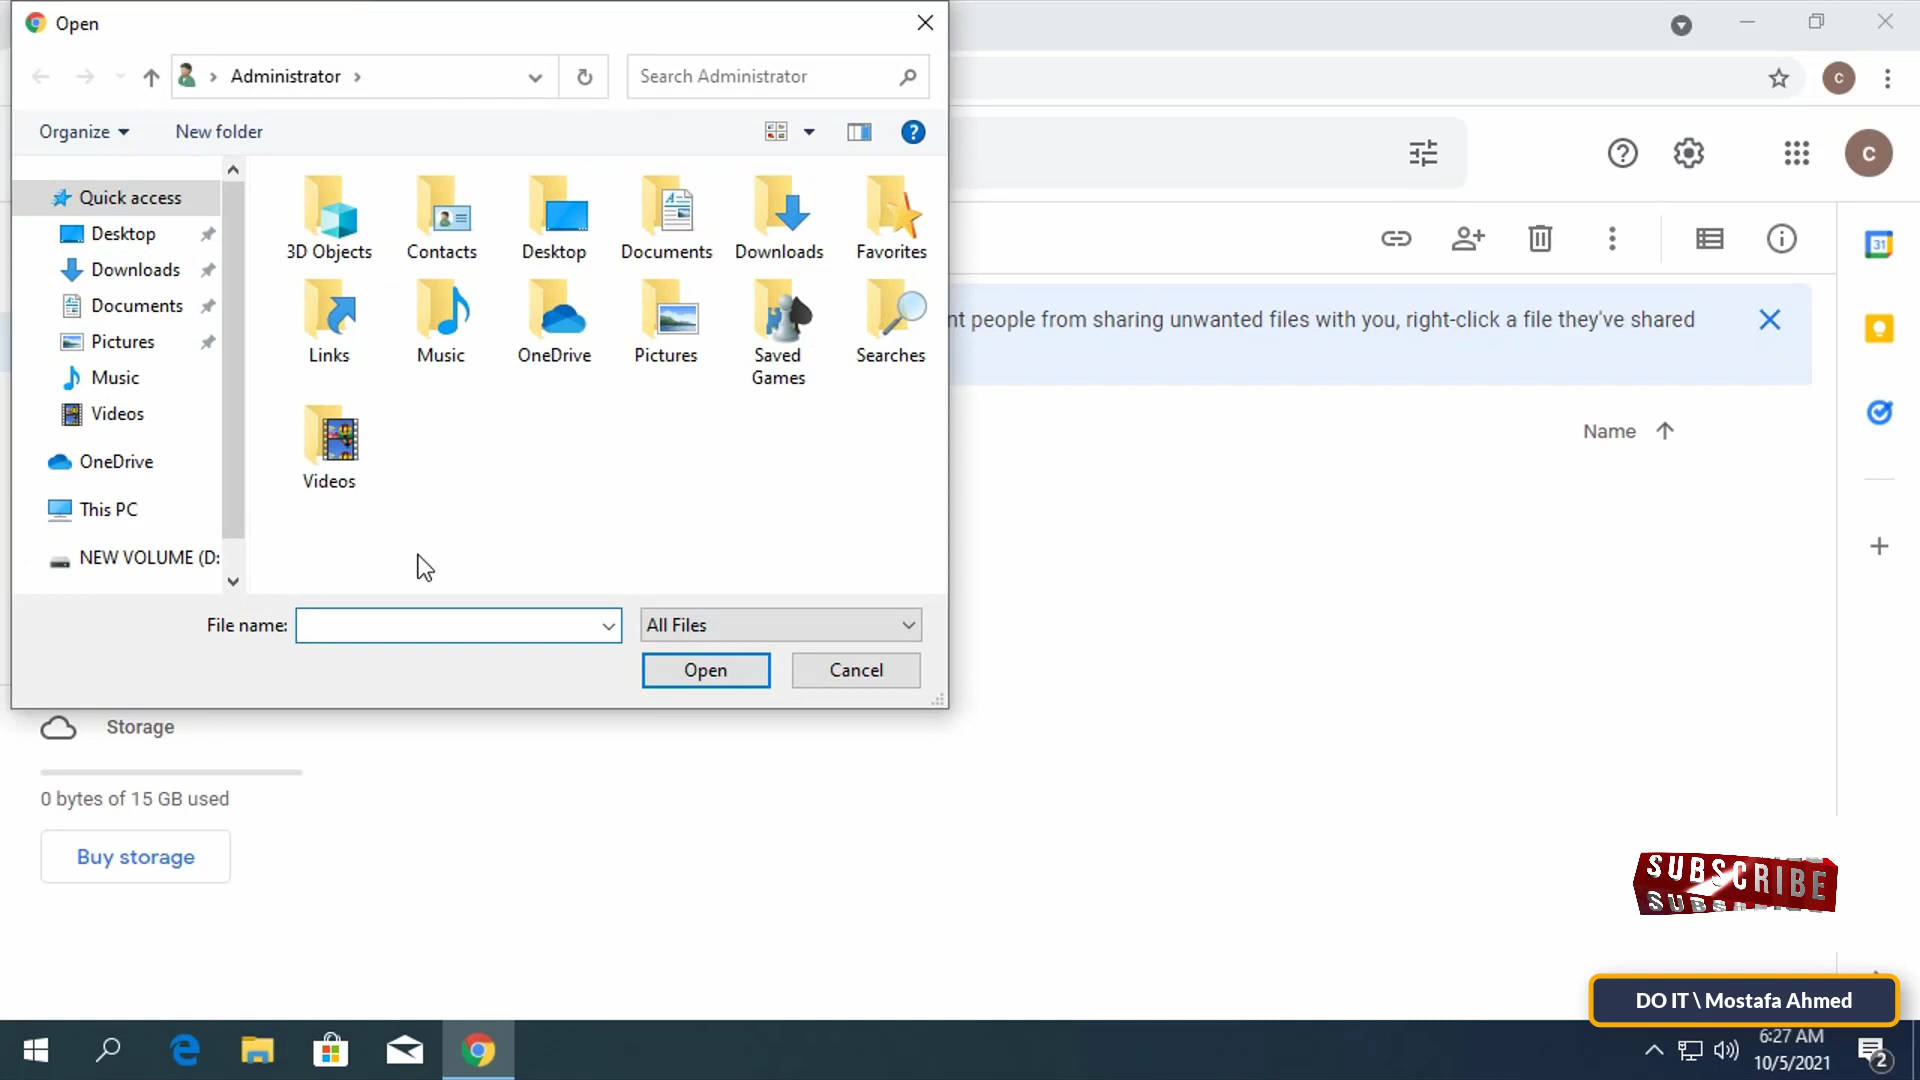 Open
Administrator
Search Administrator
Organize
New folder
Quick access
Desktop
Downloads
Documents
Pictures
Music
Videos
OneDrive
This PC
NEW VOLUME (D:
3D Objects
Contacts
Desktop
Documents
Downloads
Favorites
Links
Music
OneDrive
Pictures
Saved
Games
Searches
Videos
File name:
All Files
Open
Cancel
C
C
31
nt people from sharing unwanted files with you, right-click a file they've shared
Name
Storage
0 bytes of 15 GB used
Buy storage
SUBSCRIBE
DO IT \ Mostafa Ahmed
6:27 AM
10/5/2021
2